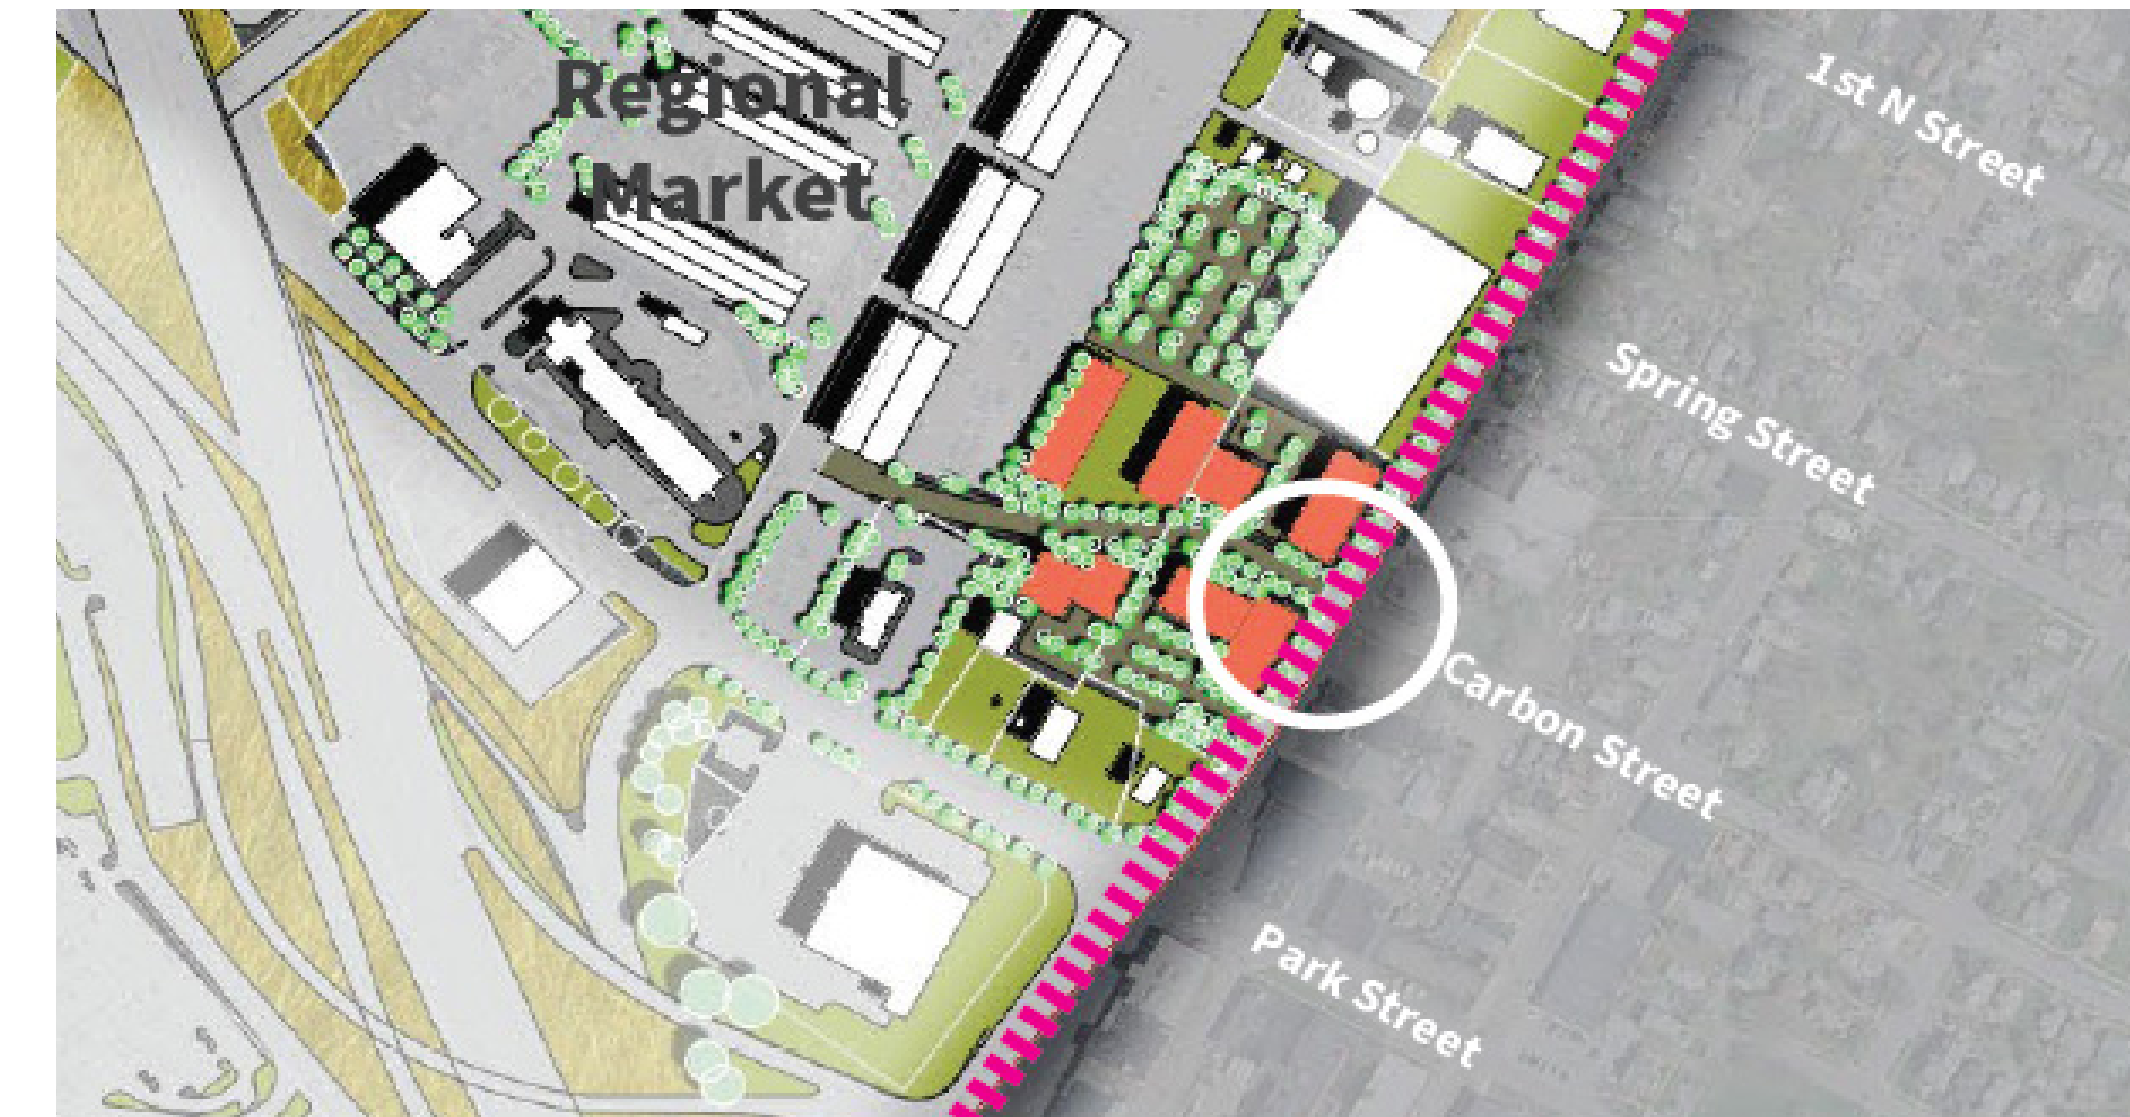 Regional
Market
1st N Street
Spring Street
Carbon Street
Park Street